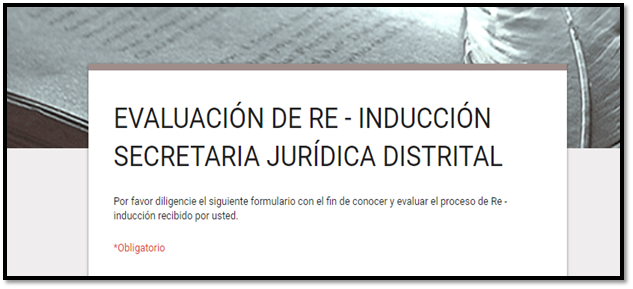 EVALUACIÓN DE RE - INDUCCIÓN
SECRETARIA JURÍDICA DISTRITAL
Por favor diligencie el siguiente formulario con el fin de conocer y evaluar el proceso de Re -
inducción recibido por usted.
*Obligatorio